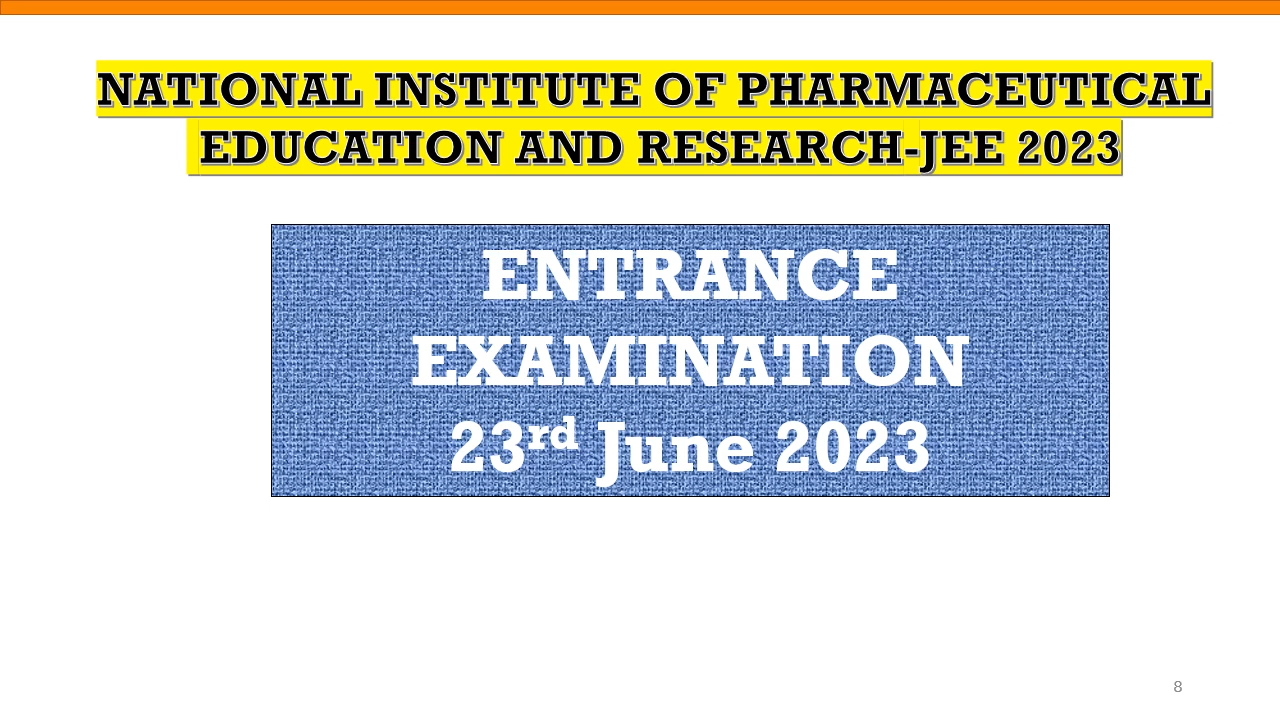 NATIONAL INSTITUTE OF PHARMACEUTICAL
EDUCATION AND RESEARCH-JEE 2023
ENTRANCE
EXAMINATION
23rd June 2023
8